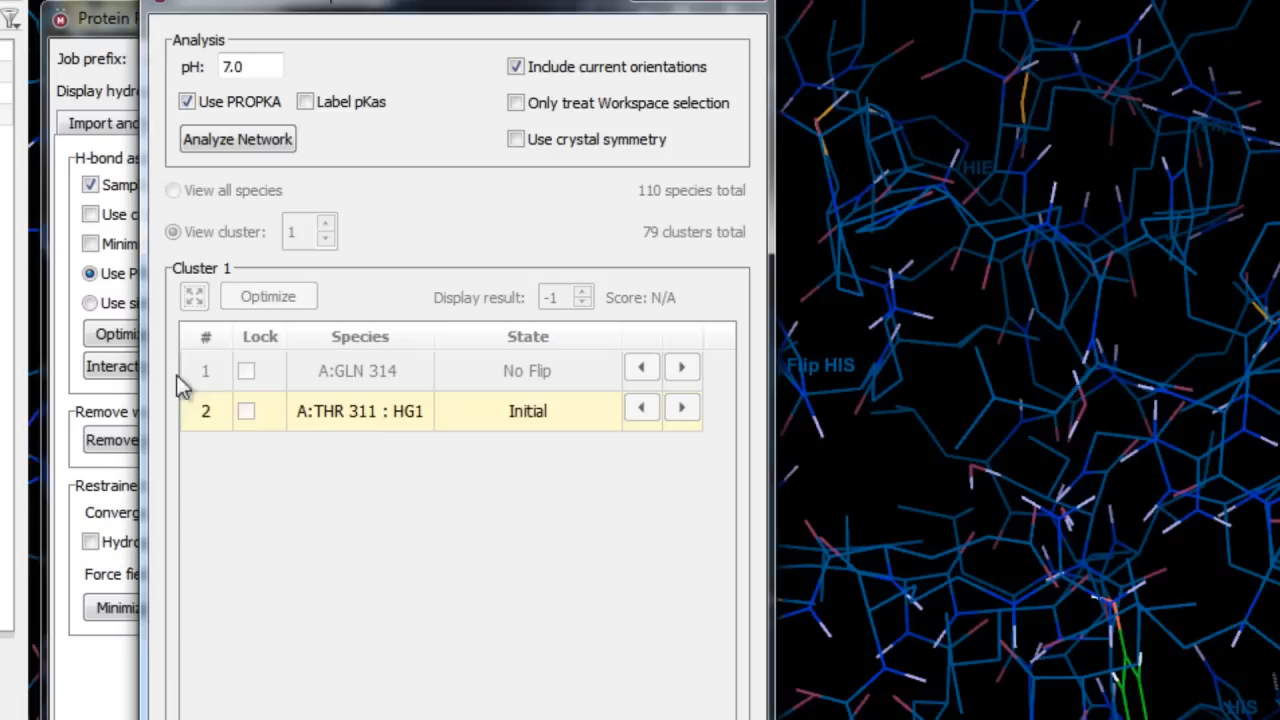 Protein
Job prefix:
Display hydr
Import and
H-bond as
Samp
Use c
Minim
Use P
Use si
Optimi
Interact
Remove w
Remove
Restraine
Converg
Hydro
Force fie
Minimiz
Analysis
pH: 7.0
Include current orientations
Use PROPKA Label pKas
Only treat Workspace selection
Analyze Network
Use crystal symmetry
View all species 110 species total
View cluster: 1 79 clusters total
Cluster 1
Optimize Display result: -1 Score: N/A
# Lock Species State
1 A:GLN 314 No Flip
2 A:THR 311 : HG1 Initial
HIE
Flip HIS
HIS